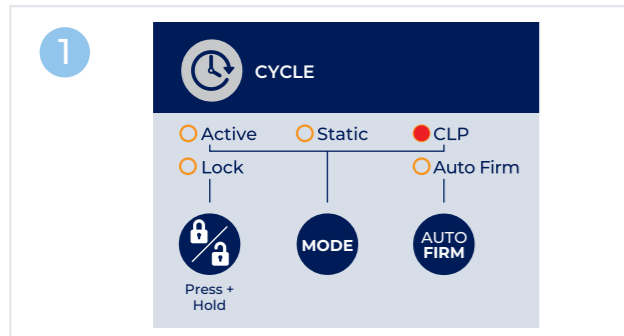 1
CYCLE
Active Static CLP
Lock Auto Firm
MODE AUTO
FIRM
Press +
Hold